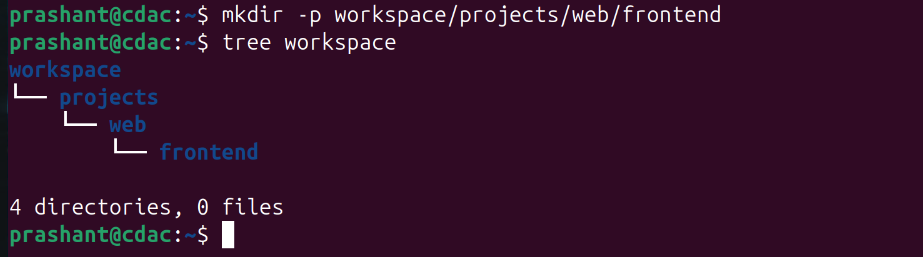 prashant@cdac:~$ mkdir -p workspace/projects/web/frontend
prashant@cdac:~$ tree workspace
workspace
└── projects
    └── web
        └── frontend

4 directories, 0 files
prashant@cdac:~$